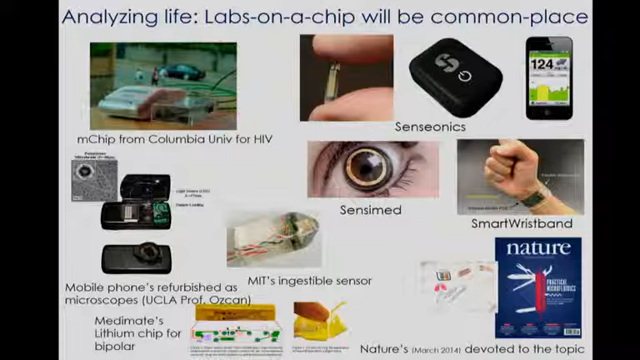 Analyzing life: Labs-on-a-chip will be common-place
124
mChip from Columbia Univ for HIV
Senseonics
Sensimed
SmartWristband
MIT's ingestible sensor
Mobile phone's refurbished as
microscopes (UCLA Prof. Ozcan)
nature
PRACTICAL
MICROFLUIDICS
Medimate's
Lithium chip for
bipolar
Nature's (March 2014) devoted to the topic